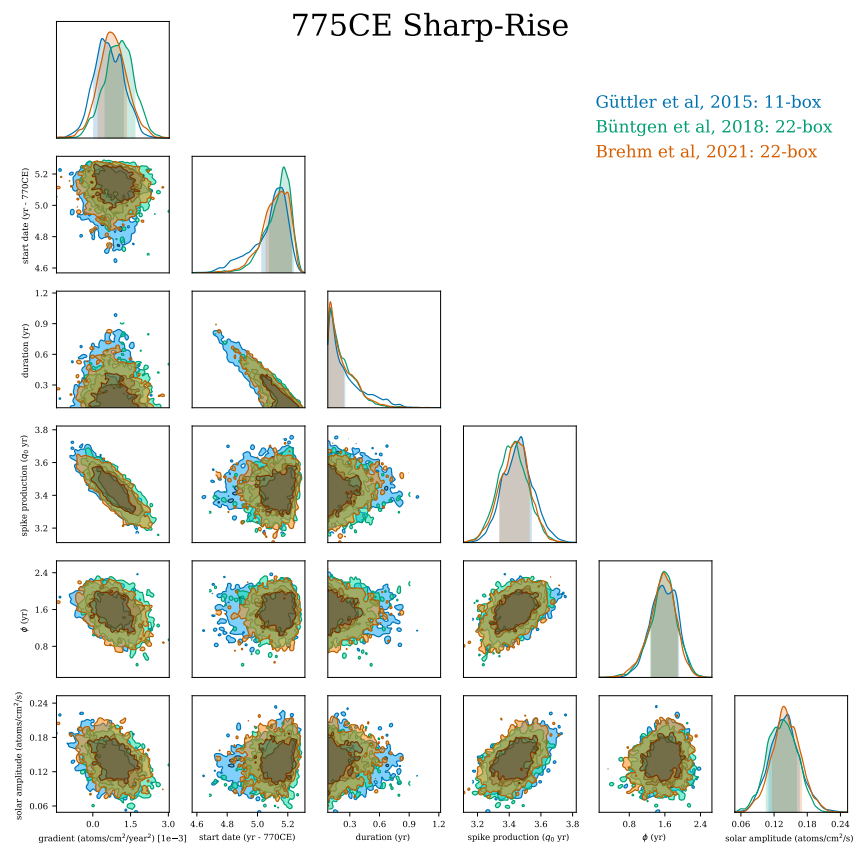 775CE Sharp-Rise
Güttler et al, 2015: 11-box
Büntgen et al, 2018: 22-box
Brehm et al, 2021: 22-box
start date (yr - 770CE)
5.2
5.0
4.8
4.6
duration (yr)
1.2
0.9
0.6
0.3
spike production (q₀ yr)
3.8
3.6
3.4
3.2
ϕ (yr)
2.4
1.6
0.8
solar amplitude (atoms/cm²/s)
0.24
0.18
0.12
0.06
0.0 1.5 3.0 4.6 4.8 5.0 5.2 0.3 0.6 0.9 1.2 3.2 3.4 3.6 3.8 0.8 1.6 2.4 0.06 0.12 0.18 0.24
gradient (atoms/cm²/year²) [1e−3] start date (yr - 770CE) duration (yr) spike production (q₀ yr) ϕ (yr) solar amplitude (atoms/cm²/s)